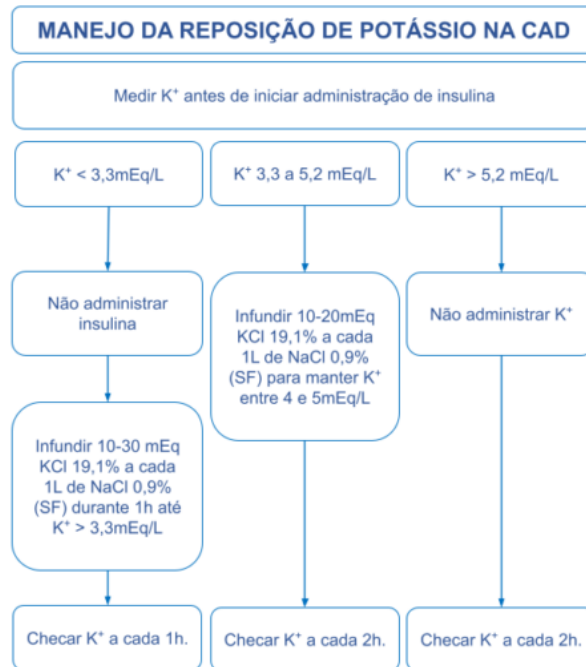 MANEJO DA REPOSIÇÃO DE POTÁSSIO NA CAD
Medir K⁺ antes de iniciar administração de insulina
K⁺ < 3,3mEq/L
K⁺ 3,3 a 5,2 mEq/L
K⁺ > 5,2 mEq/L
Não administrar
insulina
Infundir 10-20mEq
KCl 19,1% a cada
1L de NaCl 0,9%
(SF) para manter K⁺
entre 4 e 5mEq/L
Não administrar K⁺
Infundir 10-30 mEq
KCl 19,1% a cada
1L de NaCl 0,9%
(SF) durante 1h até
K⁺ > 3,3mEq/L
Checar K⁺ a cada 1h.
Checar K⁺ a cada 2h.
Checar K⁺ a cada 2h.